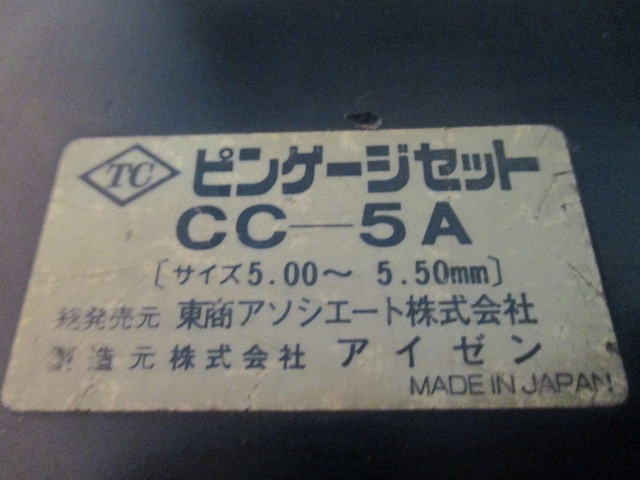 TC ピンゲージセット
CC—5A
[サイズ5.00〜 5.50mm]
総発売元 東商アソシエート株式会社
製造元株式会社 アイゼン
MADE IN JAPAN